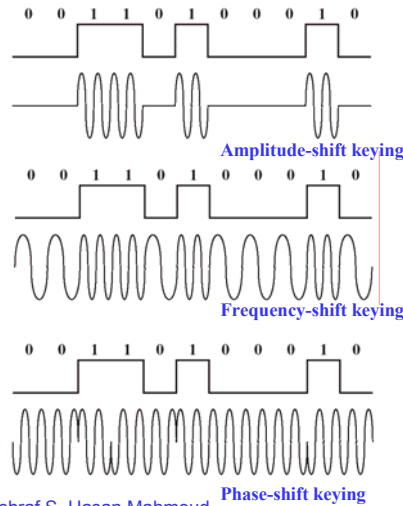 0 0 1 1 0 1 0 0 0 1 0
Amplitude-shift keying
0 0 1 1 0 1 0 0 0 1 0
Frequency-shift keying
0 0 1 1 0 1 0 0 0 1 0
Phase-shift keying
S. Hasan Mahmoud